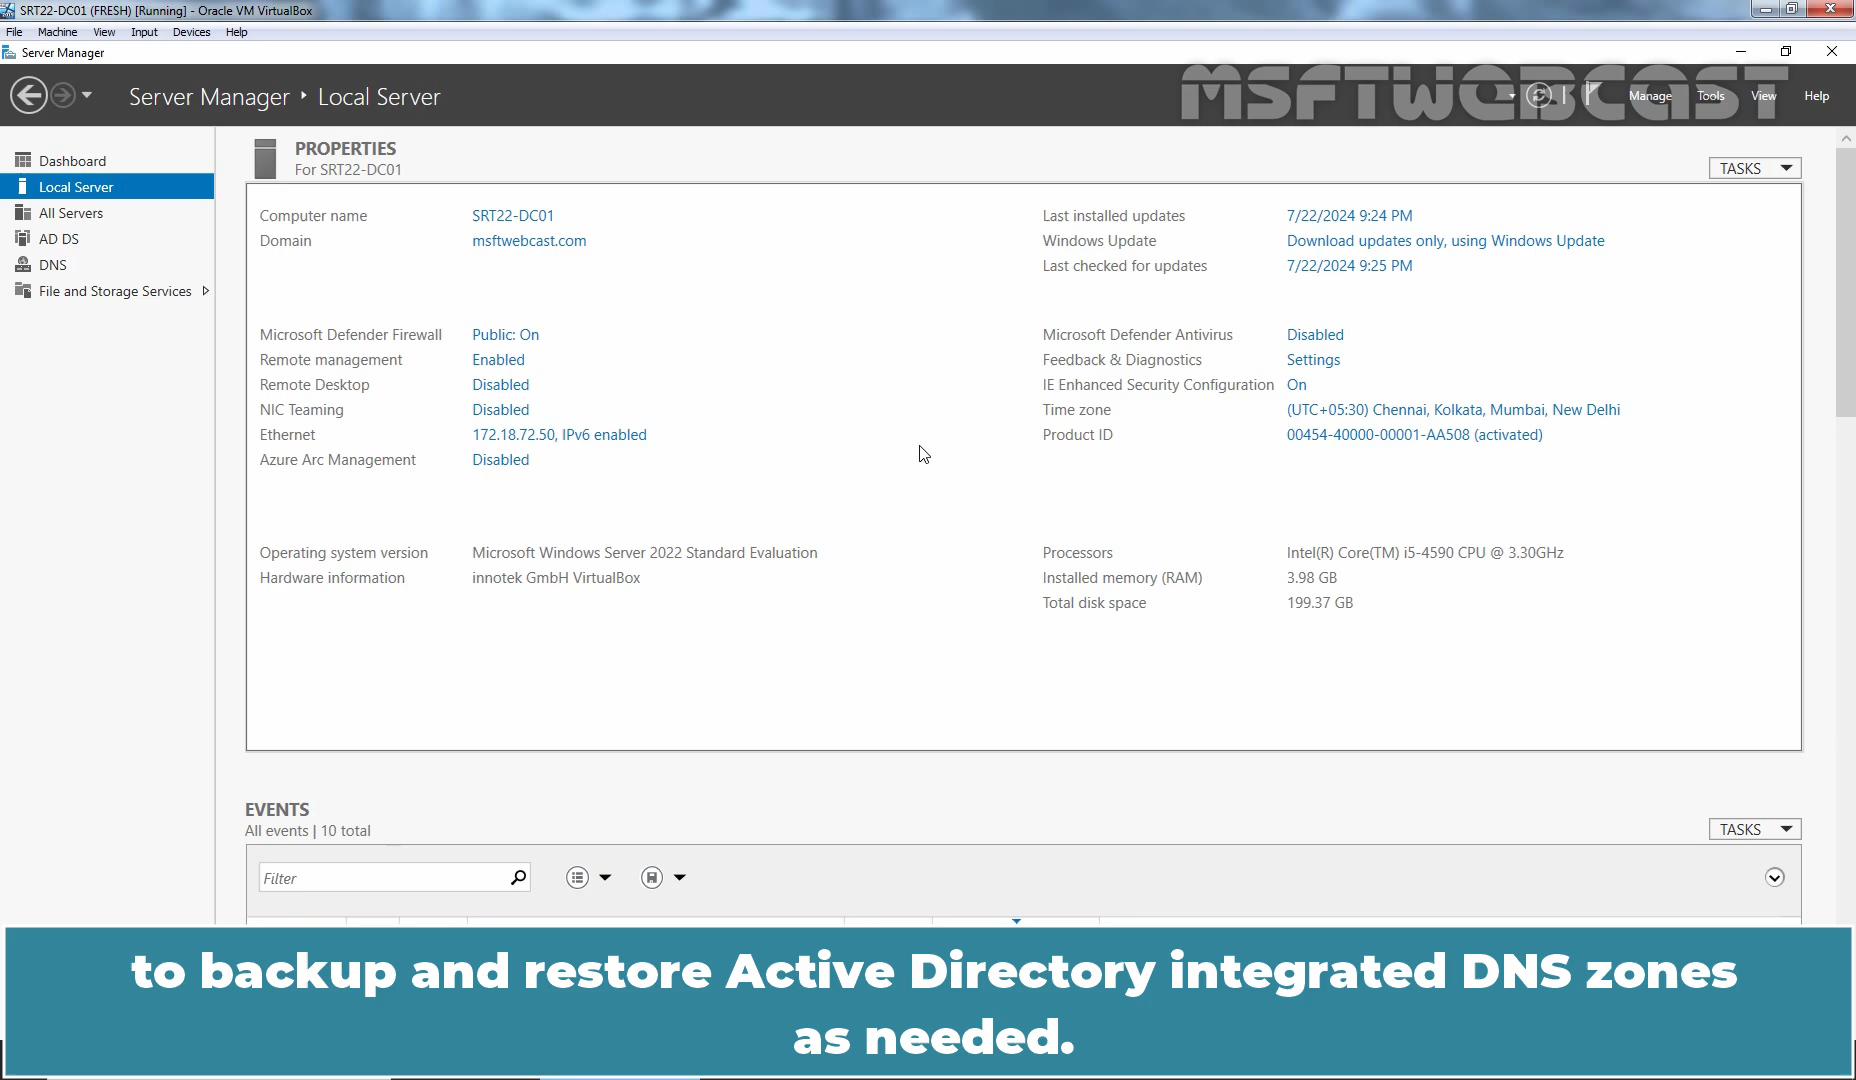 SRT22-DC01 (FRESH) [Running] - Oracle VM VirtualBox
File Machine View Input Devices Help
Server Manager
Server Manager Local Server
MSFTWEBCAST
Manage Tools View Help
Dashboard
Local Server
All Servers
AD DS
DNS
File and Storage Services
PROPERTIES
For SRT22-DC01
TASKS
Computer name SRT22-DC01
Domain msftwebcast.com
Last installed updates 7/22/2024 9:24 PM
Windows Update Download updates only, using Windows Update
Last checked for updates 7/22/2024 9:25 PM
Microsoft Defender Firewall Public: On
Remote management Enabled
Remote Desktop Disabled
NIC Teaming Disabled
Ethernet 172.18.72.50, IPv6 enabled
Azure Arc Management Disabled
Microsoft Defender Antivirus Disabled
Feedback & Diagnostics Settings
IE Enhanced Security Configuration On
Time zone (UTC+05:30) Chennai, Kolkata, Mumbai, New Delhi
Product ID 00454-40000-00001-AA508 (activated)
Operating system version Microsoft Windows Server 2022 Standard Evaluation
Hardware information innotek GmbH VirtualBox
Processors Intel(R) Core(TM) i5-4590 CPU @ 3.30GHz
Installed memory (RAM) 3.98 GB
Total disk space 199.37 GB
EVENTS
All events | 10 total
TASKS
Filter
to backup and restore Active Directory integrated DNS zones
as needed.